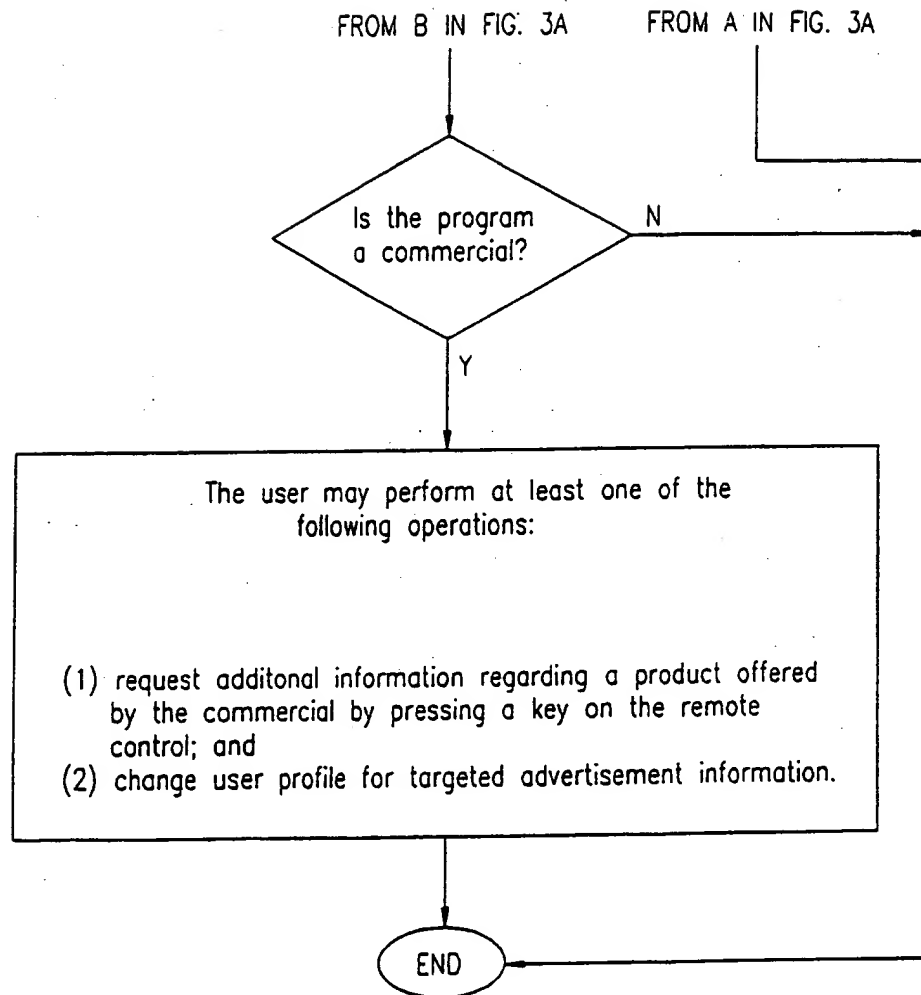 FROM B IN FIG. 3A
FROM A IN FIG. 3A
Is the program
a commercial?
N
Y
The user may perform at least one of the
following operations:
(1) request additonal information regarding a product offered
by the commercial by pressing a key on the remote
control; and
(2) change user profile for targeted advertisement information.
END